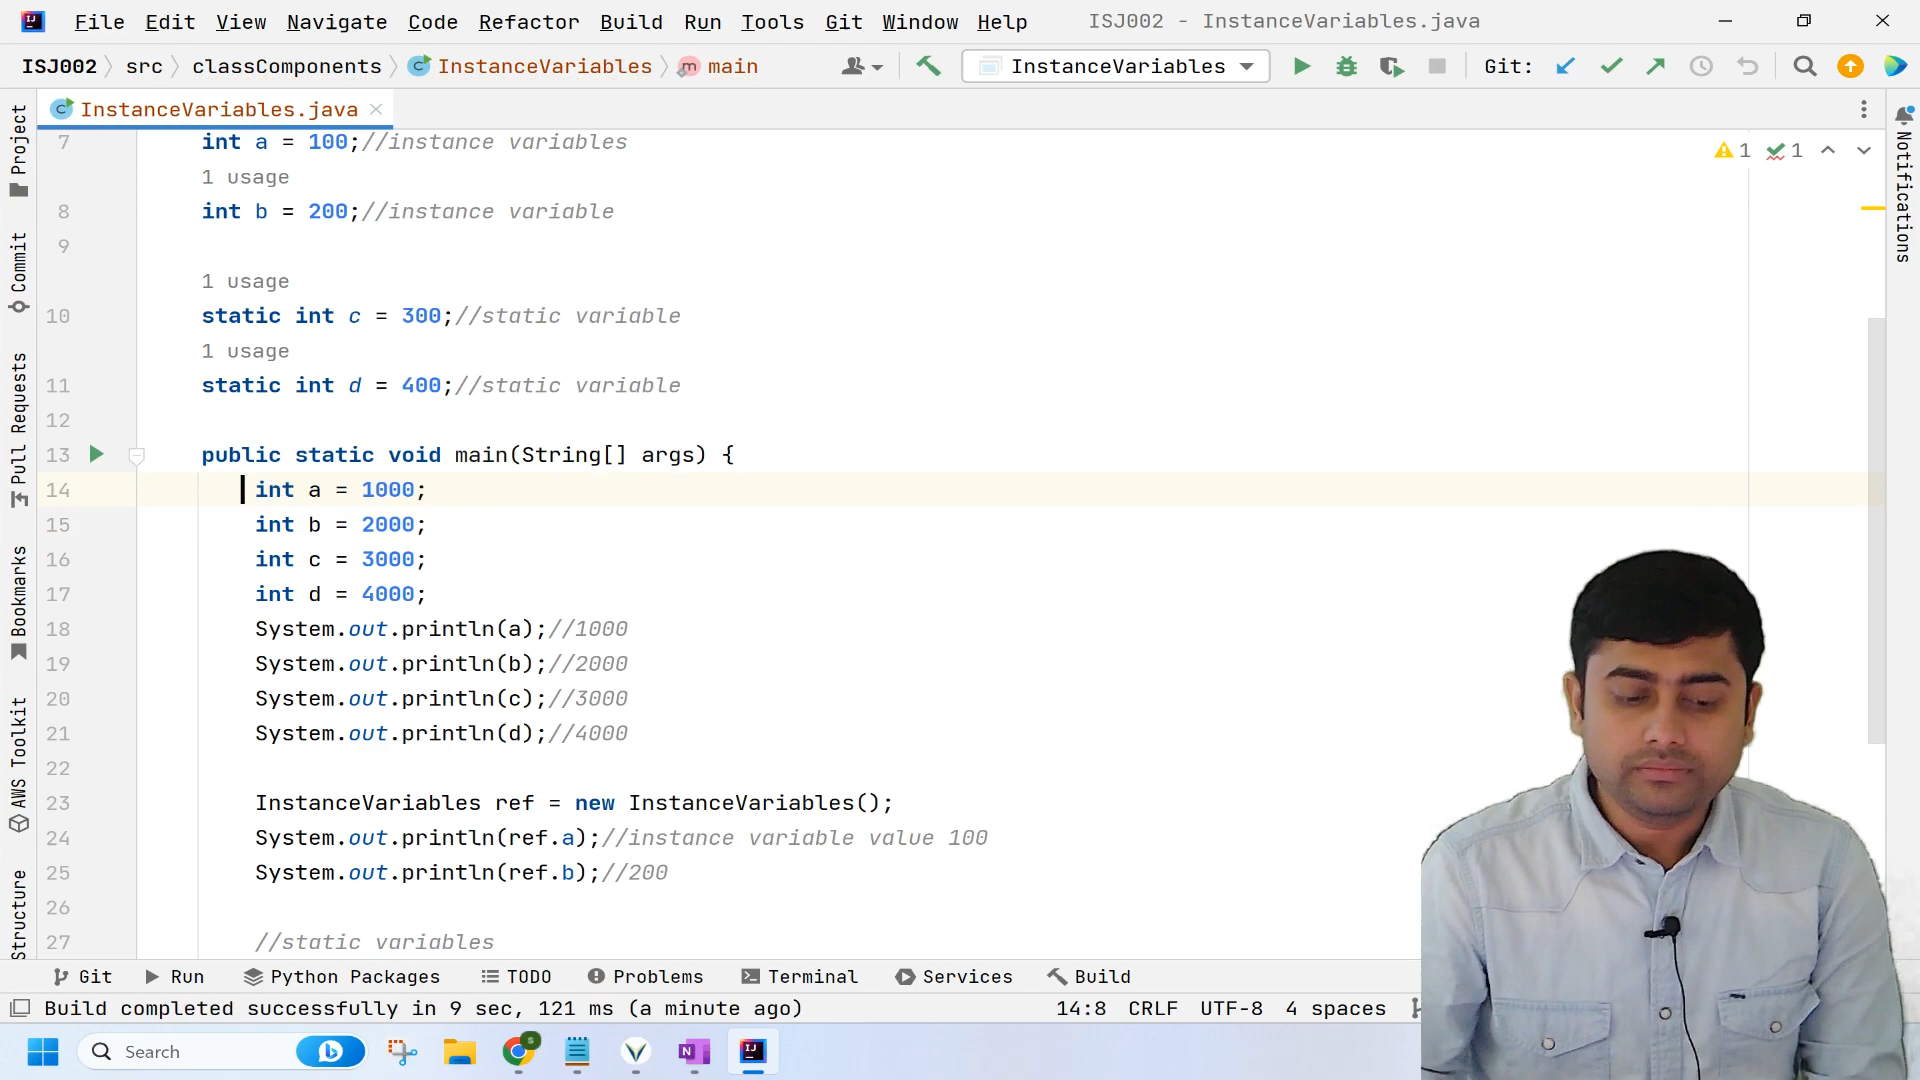 File Edit View Navigate Code Refactor Build Run Tools Git Window Help ISJ002 - InstanceVariables.java
ISJ002 src classComponents InstanceVariables main InstanceVariables Git:
InstanceVariables.java
7 int a = 100;//instance variables
1 usage
8 int b = 200;//instance variable
9
1 usage
10 static int c = 300;//static variable
1 usage
11 static int d = 400;//static variable
12
13 public static void main(String[] args) {
14 int a = 1000;
15 int b = 2000;
16 int c = 3000;
17 int d = 4000;
18 System.out.println(a);//1000
19 System.out.println(b);//2000
20 System.out.println(c);//3000
21 System.out.println(d);//4000
22
23 InstanceVariables ref = new InstanceVariables();
24 System.out.println(ref.a);//instance variable value 100
25 System.out.println(ref.b);//200
26
27 //static variables
1 1
Project
Commit
Pull Requests
Bookmarks
AWS Toolkit
Structure
Notifications
Git Run Python Packages TODO Problems Terminal Services Build
Build completed successfully in 9 sec, 121 ms (a minute ago) 14:8 CRLF UTF-8 4 spaces
Search